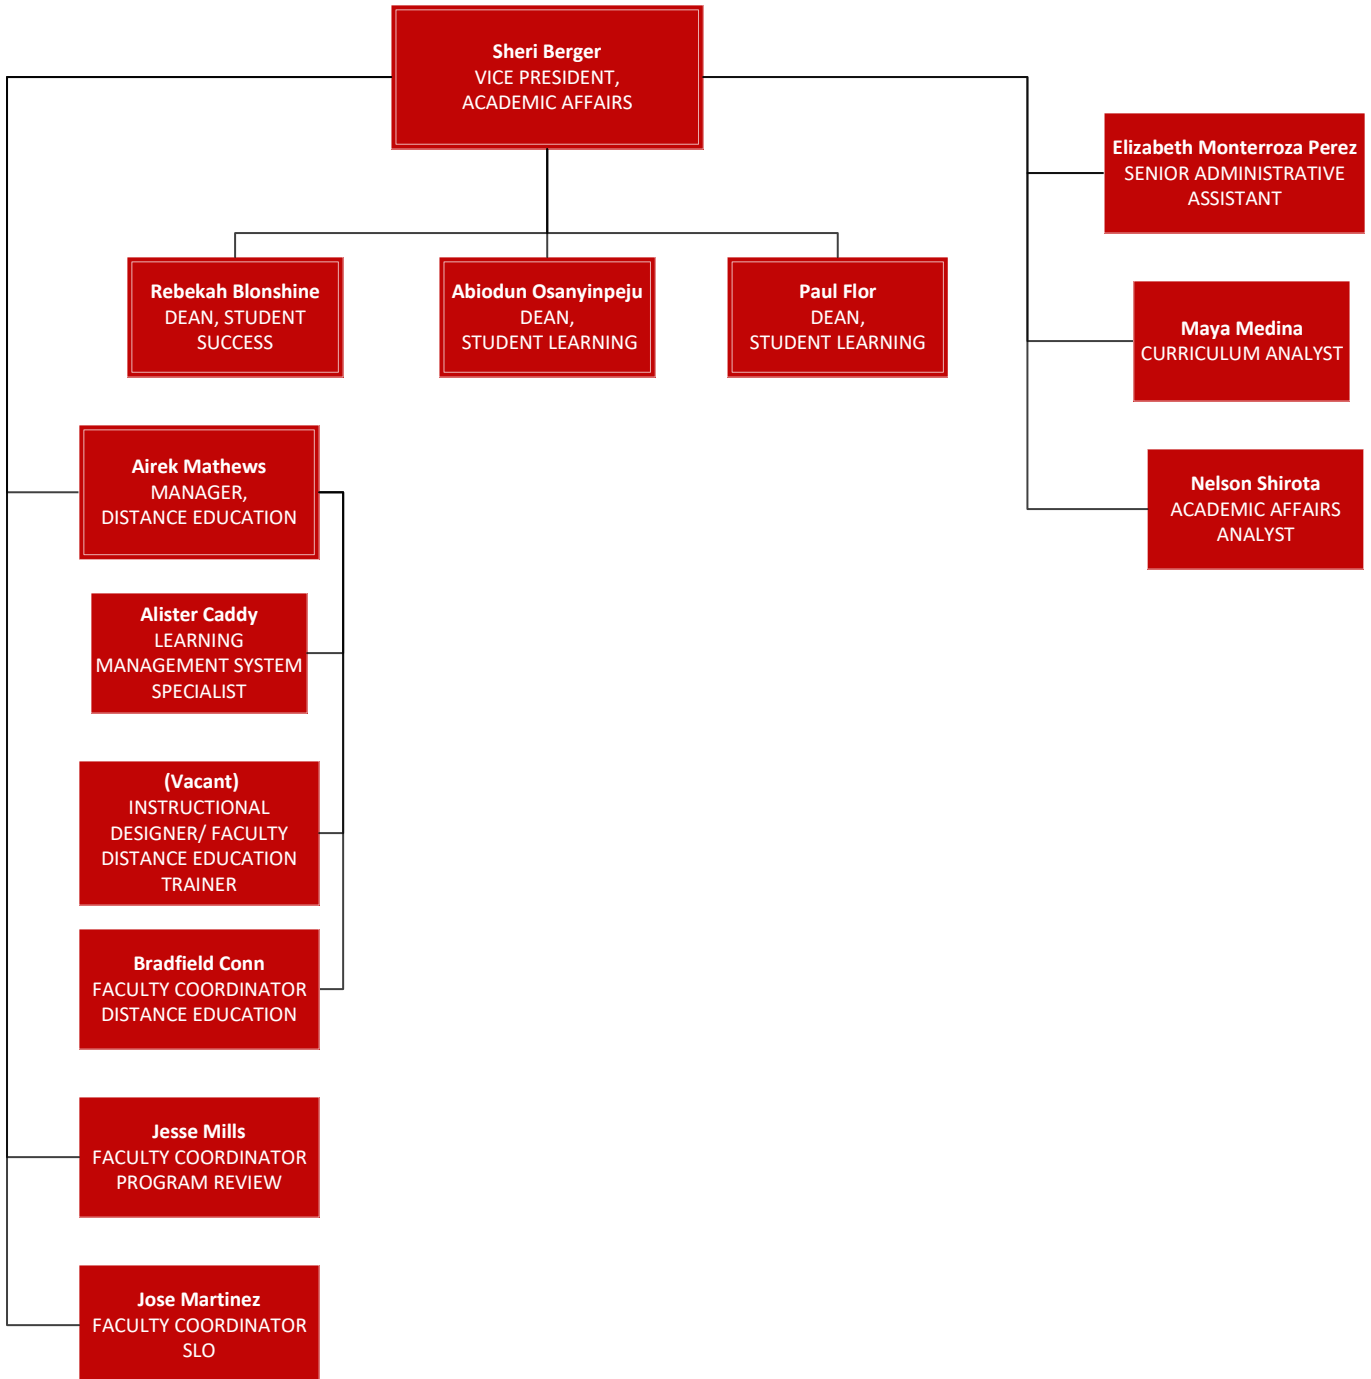 Sheri Berger
VICE PRESIDENT,
ACADEMIC AFFAIRS
Elizabeth Monterroza Perez
SENIOR ADMINISTRATIVE
ASSISTANT
Rebekah Blonshine
DEAN, STUDENT
SUCCESS
Abiodun Osanyinpeju
DEAN,
STUDENT LEARNING
Paul Flor
DEAN,
STUDENT LEARNING
Maya Medina
CURRICULUM ANALYST
Airek Mathews
MANAGER,
DISTANCE EDUCATION
Nelson Shirota
ACADEMIC AFFAIRS
ANALYST
Alister Caddy
LEARNING
MANAGEMENT SYSTEM
SPECIALIST
(Vacant)
INSTRUCTIONAL
DESIGNER/ FACULTY
DISTANCE EDUCATION
TRAINER
Bradfield Conn
FACULTY COORDINATOR
DISTANCE EDUCATION
Jesse Mills
FACULTY COORDINATOR
PROGRAM REVIEW
Jose Martinez
FACULTY COORDINATOR
SLO